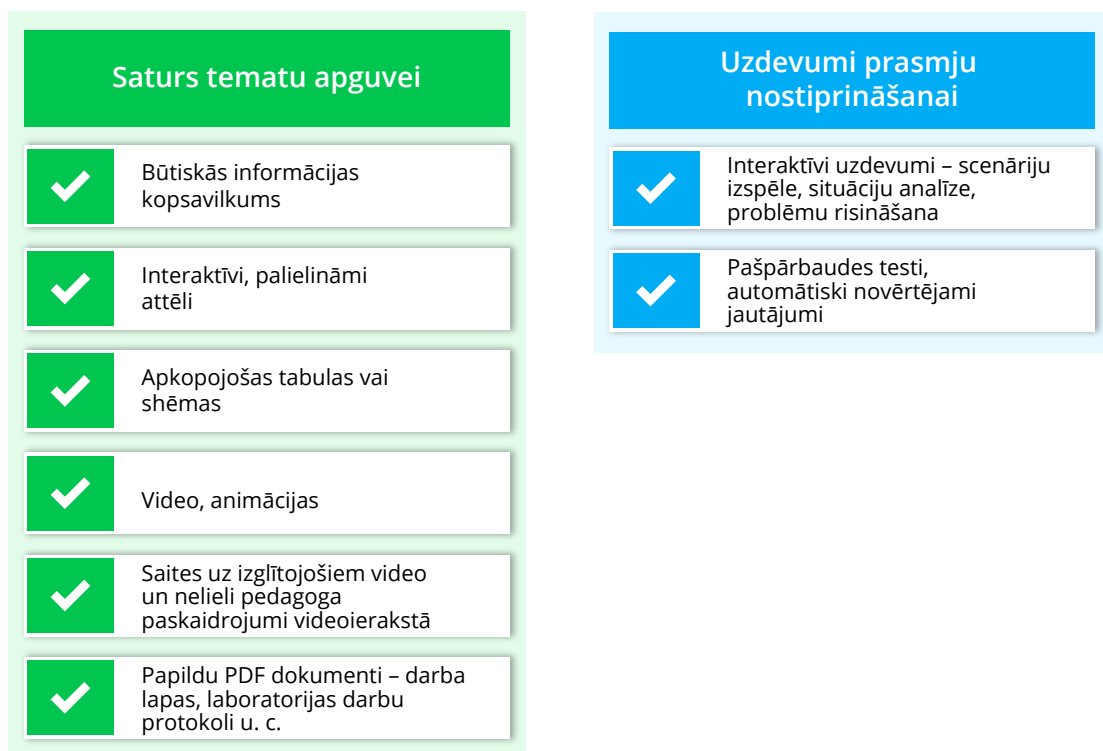 Saturs tematu apguvei
Būtiskās informācijas
kopsavilkums
Interaktīvi, palielināmi
attēli
Apkopojošas tabulas vai
shēmas
Video, animācijas
Saites uz izglītojošiem video
un nelieli pedagoga
paskaidrojumi videoierakstā
Papildu PDF dokumenti – darba
lapas, laboratorijas darbu
protokoli u. c.
Uzdevumi prasmju
nostiprināšanai
Interaktīvi uzdevumi – scenāriju
izspēle, situāciju analīze,
problēmu risināšana
Pašpārbaudes testi,
automātiski novērtējami
jautājumi